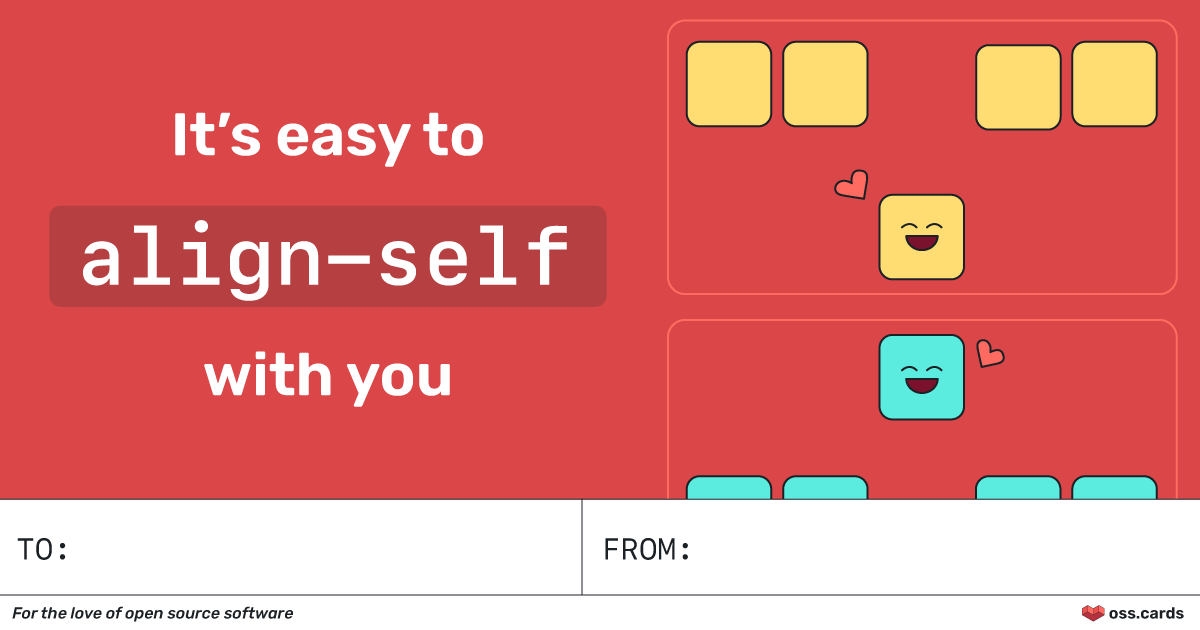 It’s easy to
align-self
with you
TO:
FROM:
For the love of open source software
oss.cards